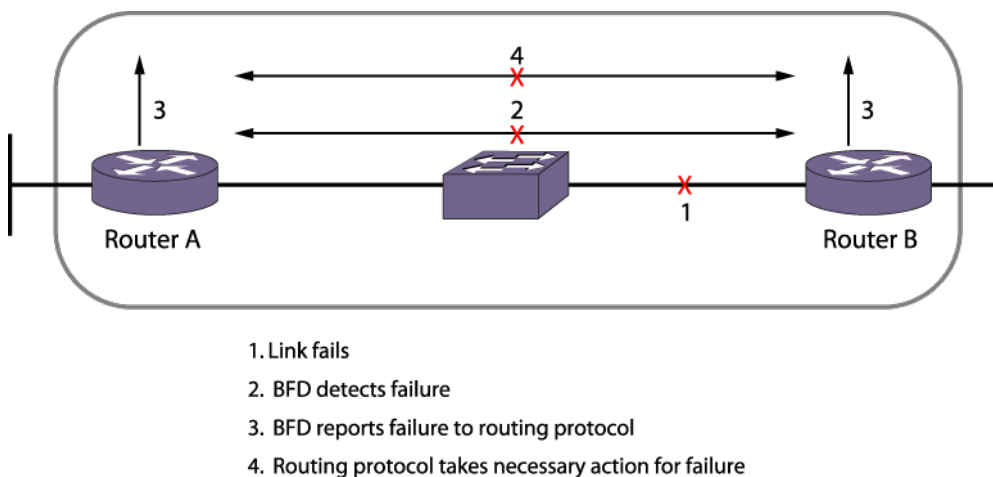 4
3
2
3
1
Router A
Router B
1. Link fails
2. BFD detects failure
3. BFD reports failure to routing protocol
4. Routing protocol takes necessary action for failure